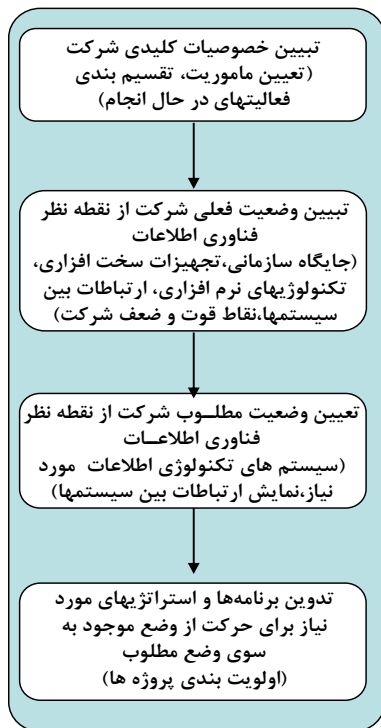 تبیین خصوصیات کلیدی شرکت
(تعیین ماموریت، تقسیم بندی
فعالیتهای در حال انجام)
تبیین وضعیت فعلی شرکت از نقطه نظر
فناوری اطلاعات
(جایگاه سازمانی،تجهیزات سخت افزاری،
تکنولوژیهای نرم افزاری، ارتباطات بین
سیستمها،نقاط قوت و ضعف شرکت)
تعیین وضعیت مطلــوب شرکت از نقطه نظر
فناوری اطلاعــات
(سیستم های تکنولوژی اطلاعات مورد
نیاز،نمایش ارتباطات بین سیستمها)
تدوین برنامه‌ها و استراتژیهای مورد
نیاز برای حرکت از وضع موجود به
سوی وضع مطلوب
(اولویت بندی پروژه ها)